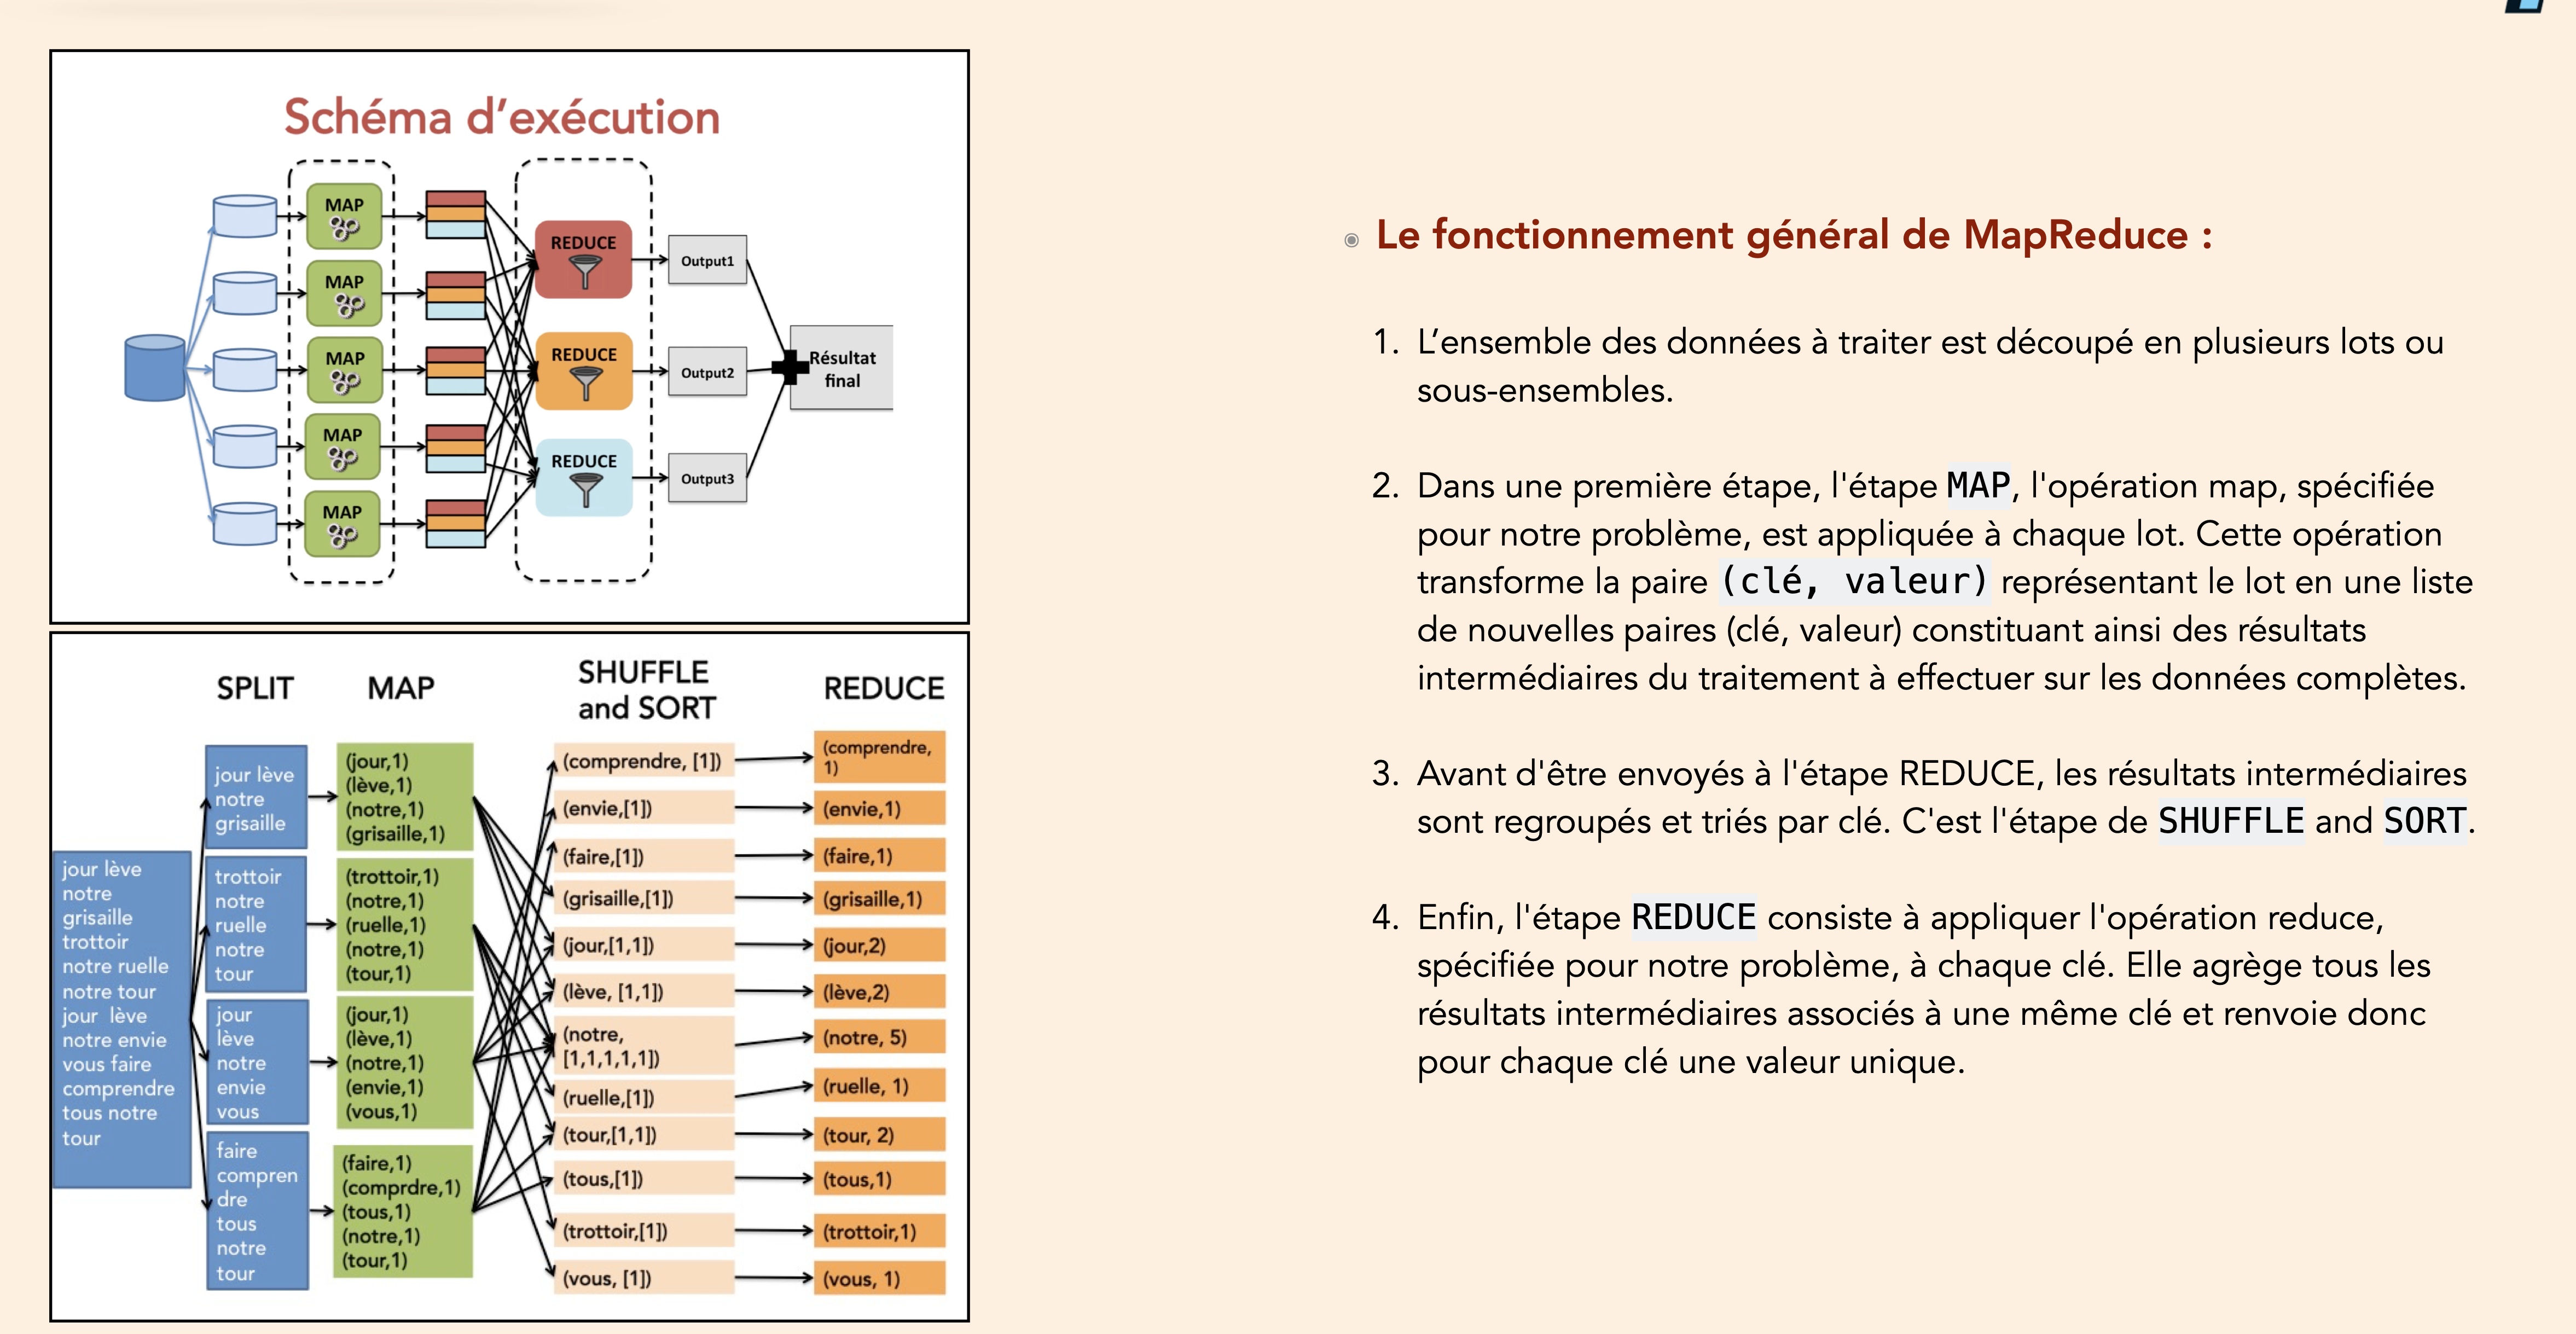 Schéma d’exécution
MAP
MAP
MAP
MAP
MAP
REDUCE
REDUCE
REDUCE
Output1
Output2
Output3
Résultat
final
SPLIT
MAP
SHUFFLE
and SORT
REDUCE
jour lève
notre
grisaille
trottoir
notre ruelle
notre tour
jour lève
notre envie
vous faire
comprendre
tous notre
tour
jour lève
notre
grisaille
trottoir
notre
ruelle
notre
tour
jour
lève
notre
envie
vous
faire
compren
dre
tous
notre
tour
(jour,1)
(lève,1)
(notre,1)
(grisaille,1)
(trottoir,1)
(notre,1)
(ruelle,1)
(notre,1)
(tour,1)
(jour,1)
(lève,1)
(notre,1)
(envie,1)
(vous,1)
(faire,1)
(comprdre,1)
(tous,1)
(notre,1)
(tour,1)
(comprendre, [1])
(envie,[1])
(faire,[1])
(grisaille,[1])
(jour,[1,1])
(lève, [1,1])
(notre,
[1,1,1,1,1])
(ruelle,[1])
(tour,[1,1])
(tous,[1])
(trottoir,[1])
(vous, [1])
(comprendre,
1)
(envie,1)
(faire,1)
(grisaille,1)
(jour,2)
(lève,2)
(notre, 5)
(ruelle, 1)
(tour, 2)
(tous,1)
(trottoir,1)
(vous, 1)
Le fonctionnement général de MapReduce :
1. L’ensemble des données à traiter est découpé en plusieurs lots ou
sous-ensembles.
2. Dans une première étape, l'étape MAP, l'opération map, spécifiée
pour notre problème, est appliquée à chaque lot. Cette opération
transforme la paire (clé, valeur) représentant le lot en une liste
de nouvelles paires (clé, valeur) constituant ainsi des résultats
intermédiaires du traitement à effectuer sur les données complètes.
3. Avant d'être envoyés à l'étape REDUCE, les résultats intermédiaires
sont regroupés et triés par clé. C'est l'étape de SHUFFLE and SORT.
4. Enfin, l'étape REDUCE consiste à appliquer l'opération reduce,
spécifiée pour notre problème, à chaque clé. Elle agrège tous les
résultats intermédiaires associés à une même clé et renvoie donc
pour chaque clé une valeur unique.